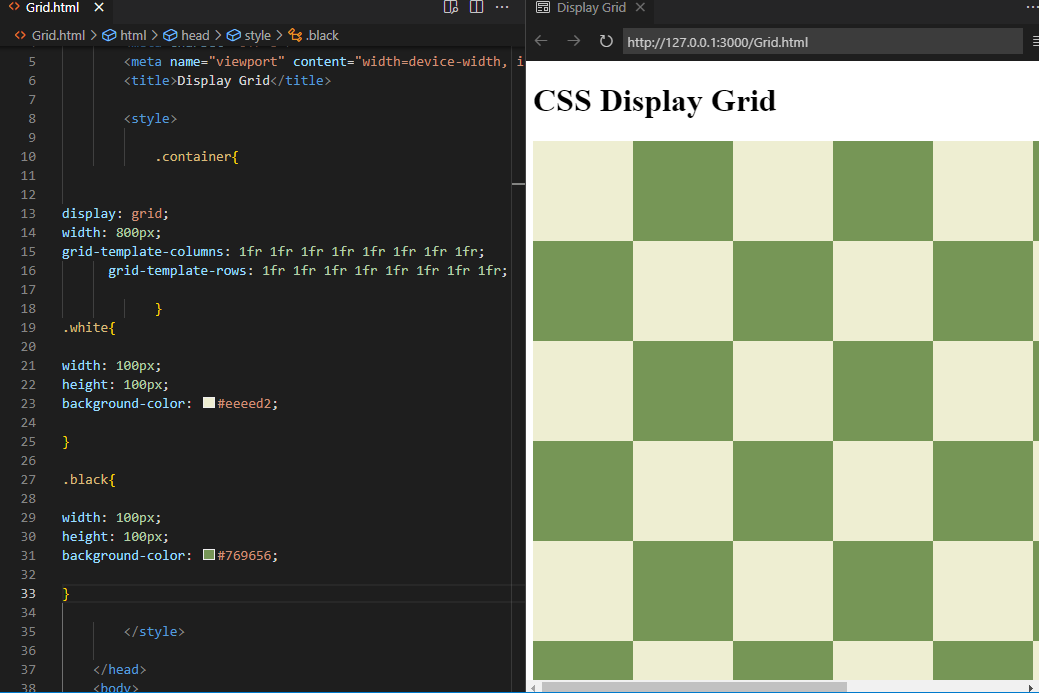 Grid.html
Grid.html > html > head > style > .black
5 <meta name="viewport" content="width=device-width, i
6 <title>Display Grid</title>
7
8 <style>
9
10 .container{
11
12
13 display: grid;
14 width: 800px;
15 grid-template-columns: 1fr 1fr 1fr 1fr 1fr 1fr 1fr 1fr;
16 grid-template-rows: 1fr 1fr 1fr 1fr 1fr 1fr 1fr 1fr;
17
18 }
19 .white{
20
21 width: 100px;
22 height: 100px;
23 background-color: #eeeed2;
24
25 }
26
27 .black{
28
29 width: 100px;
30 height: 100px;
31 background-color: #769656;
32
33 }
34
35 </style>
36
37 </head>
38 <body>
Display Grid
http://127.0.0.1:3000/Grid.html
CSS Display Grid